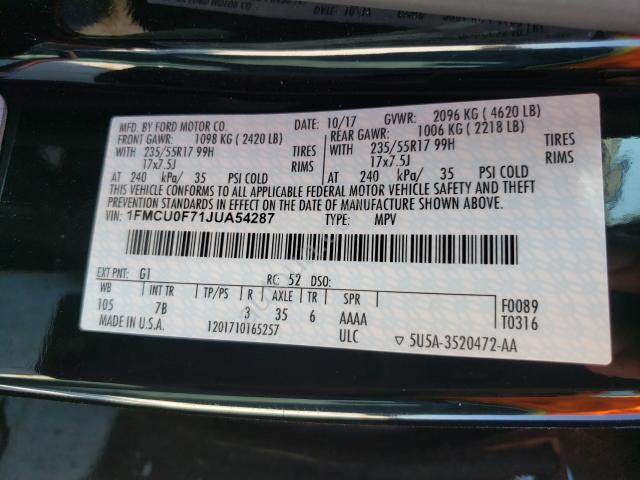 MFD. BY FORD MOTOR CO.
DATE: 10/17 GVWR: 2096 KG (4620 LB)
FRONT GAWR: 1098 KG (2420 LB) REAR GAWR: 1006 KG (2218 LB)
WITH 235/55R17 99H TIRES WITH 235/55R17 99H TIRES
17x7.5J RIMS 17x7.5J RIMS
AT 240 kPa/ 35 PSI COLD AT 240 kPa/ 35 PSI COLD
THIS VEHICLE CONFORMS TO ALL APPLICABLE FEDERAL MOTOR VEHICLE SAFETY AND THEFT
PREVENTION STANDARDS IN EFFECT ON THE DATE OF MANUFACTURE SHOWN ABOVE.
VIN: 1FMCU0F71JUA54287 TYPE: MPV
EXT PNT: G1 RC: 52 DSO:
WB INT TR TP/PS R AXLE TR SPR
105 7B 3 35 6 AAAA
F0089
T0316
MADE IN U.S.A. 1201710165257 ULC 5U5A-3520472-AA